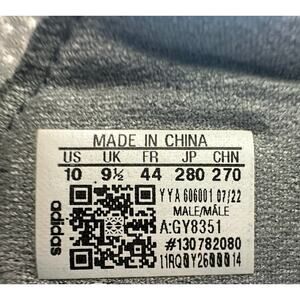 MADE IN CHINA
US UK FR JP CHN
10 9½ 44 280 270
YYA 606001 07/22
MALE/MÂLE
A:GY8351
#130782080
11RQ0Y2600014
adidas